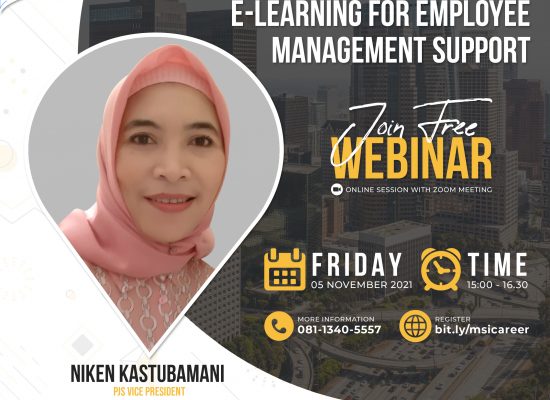 E-LEARNING FOR EMPLOYEE
MANAGEMENT SUPPORT
Join Free
WEBINAR
ONLINE SESSION WITH ZOOM MEETING
FRIDAY
05 NOVEMBER 2021
TIME
15:00 - 16.30
MORE INFORMATION
081-1340-5557
REGISTER
bit.ly/msicareer
NIKEN KASTUBAMANI
PJS VICE PRESIDENT